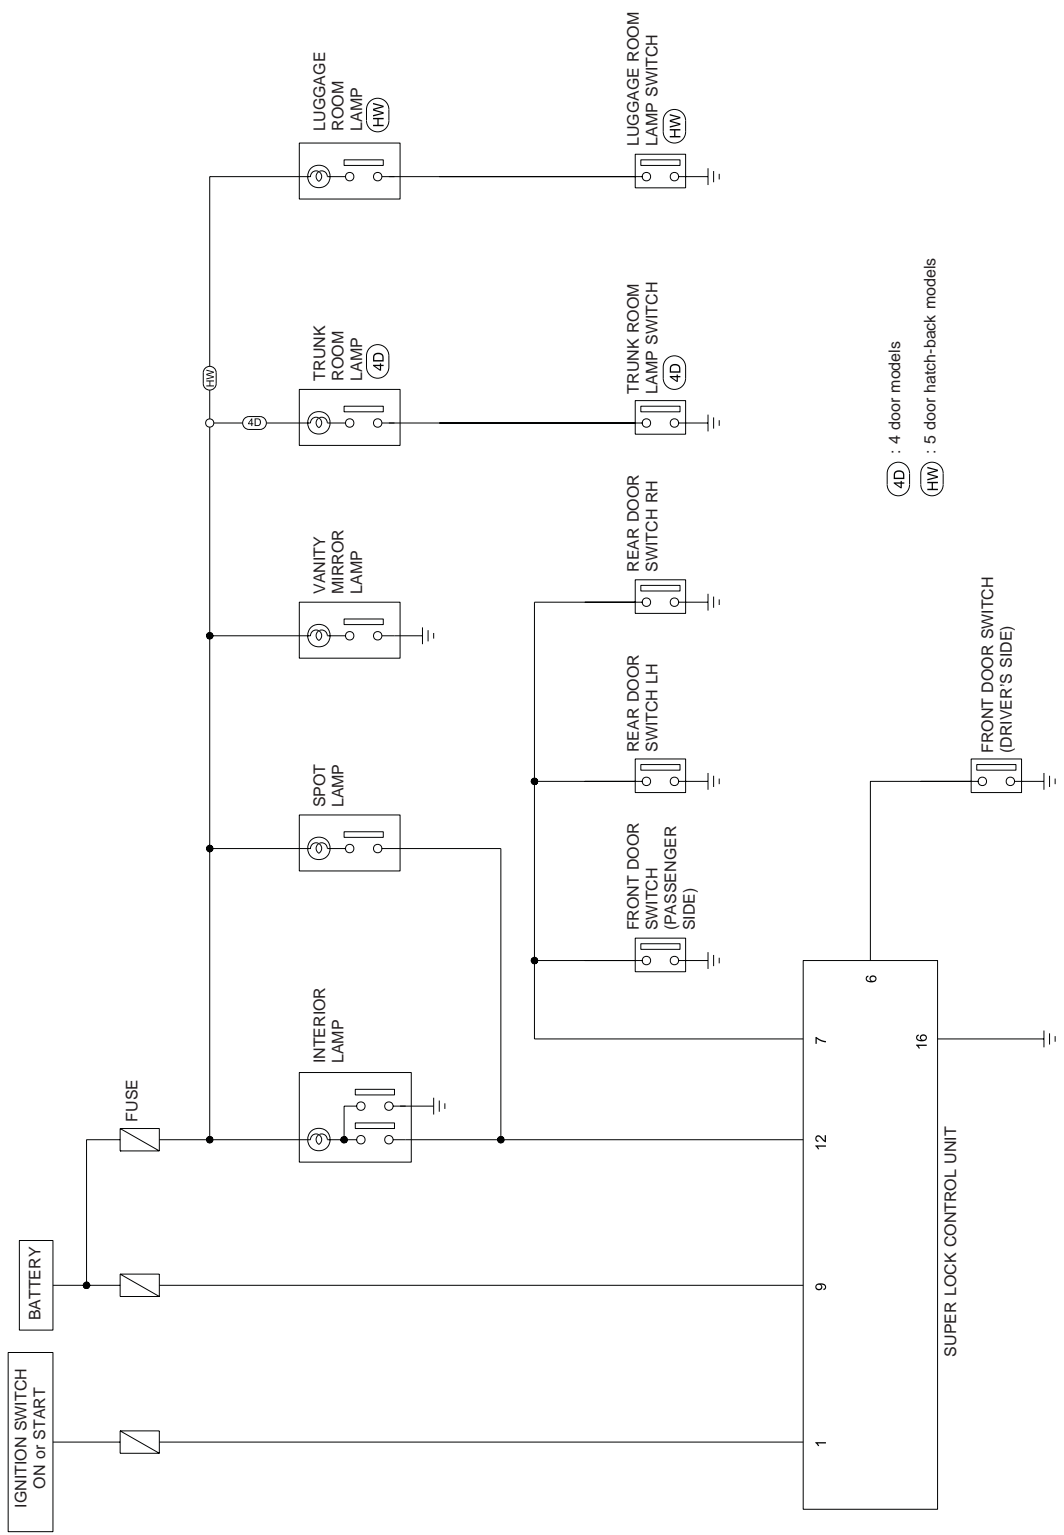 IGNITION SWITCH
ON or START
BATTERY
FUSE
INTERIOR
LAMP
SPOT
LAMP
VANITY
MIRROR
LAMP
TRUNK
ROOM
LAMP
4D
LUGGAGE
ROOM
LAMP
HW
4D
HW
FRONT DOOR
SWITCH
(PASSENGER
SIDE)
REAR DOOR
SWITCH LH
REAR DOOR
SWITCH RH
TRUNK ROOM
LAMP SWITCH
4D
LUGGAGE ROOM
LAMP SWITCH
HW
1
9
12
7
6
16
SUPER LOCK CONTROL UNIT
FRONT DOOR SWITCH
(DRIVER'S SIDE)
4D : 4 door models
HW : 5 door hatch-back models